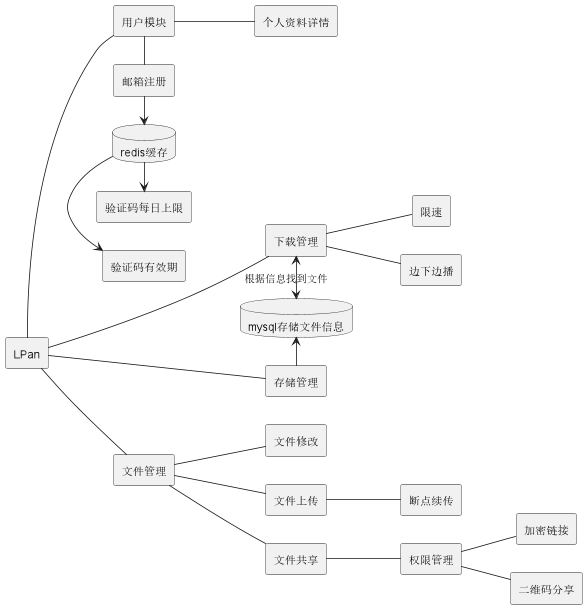 用户模块
个人资料详情
邮箱注册
redis缓存
验证码每日上限
限速
下载管理
验证码有效期
边下边播
根据信息找到文件
mysql存储文件信息
LPan
存储管理
文件修改
文件管理
文件上传
断点续传
加密链接
文件共享
权限管理
二维码分享